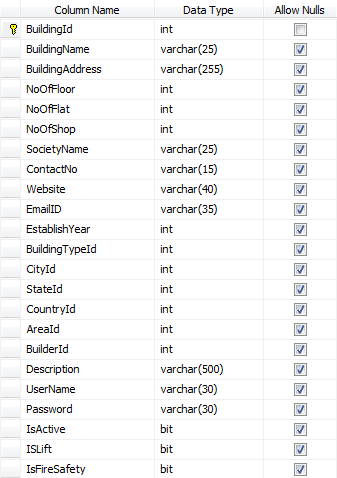 Column Name Data Type Allow Nulls
BuildingId int
BuildingName varchar(25)
BuildingAddress varchar(255)
NoOfFloor int
NoOfFlat int
NoOfShop int
SocietyName varchar(25)
ContactNo varchar(15)
Website varchar(40)
EmailID varchar(35)
EstablishYear int
BuildingTypeId int
CityId int
StateId int
CountryId int
AreaId int
BuilderId int
Description varchar(500)
UserName varchar(30)
Password varchar(30)
IsActive bit
ISLift bit
IsFireSafety bit